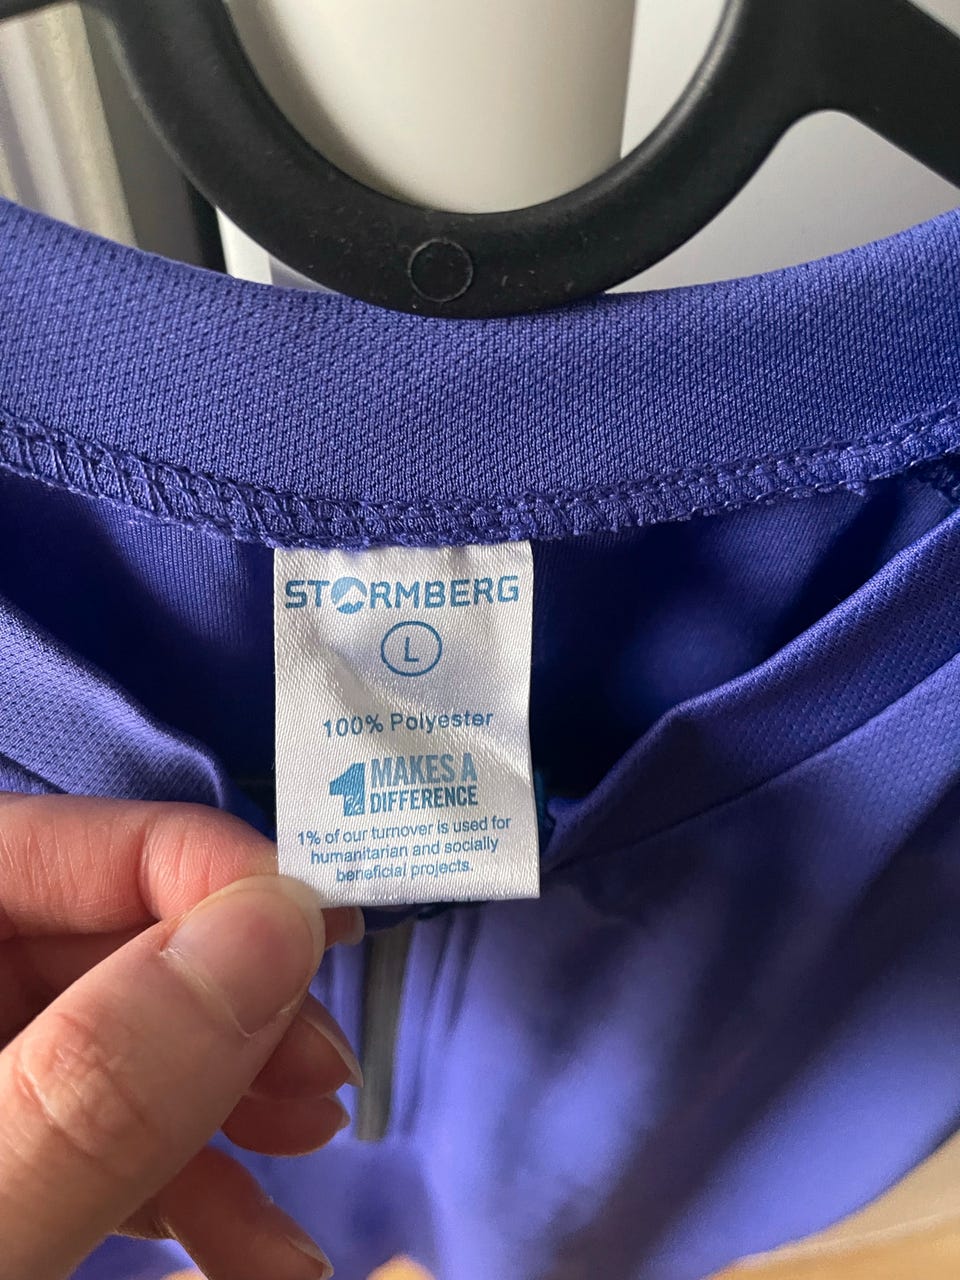 STORMBERG
L
100% Polyester
1 MAKES A
DIFFERENCE
1% of our turnover is used for
humanitarian and socially
beneficial projects.